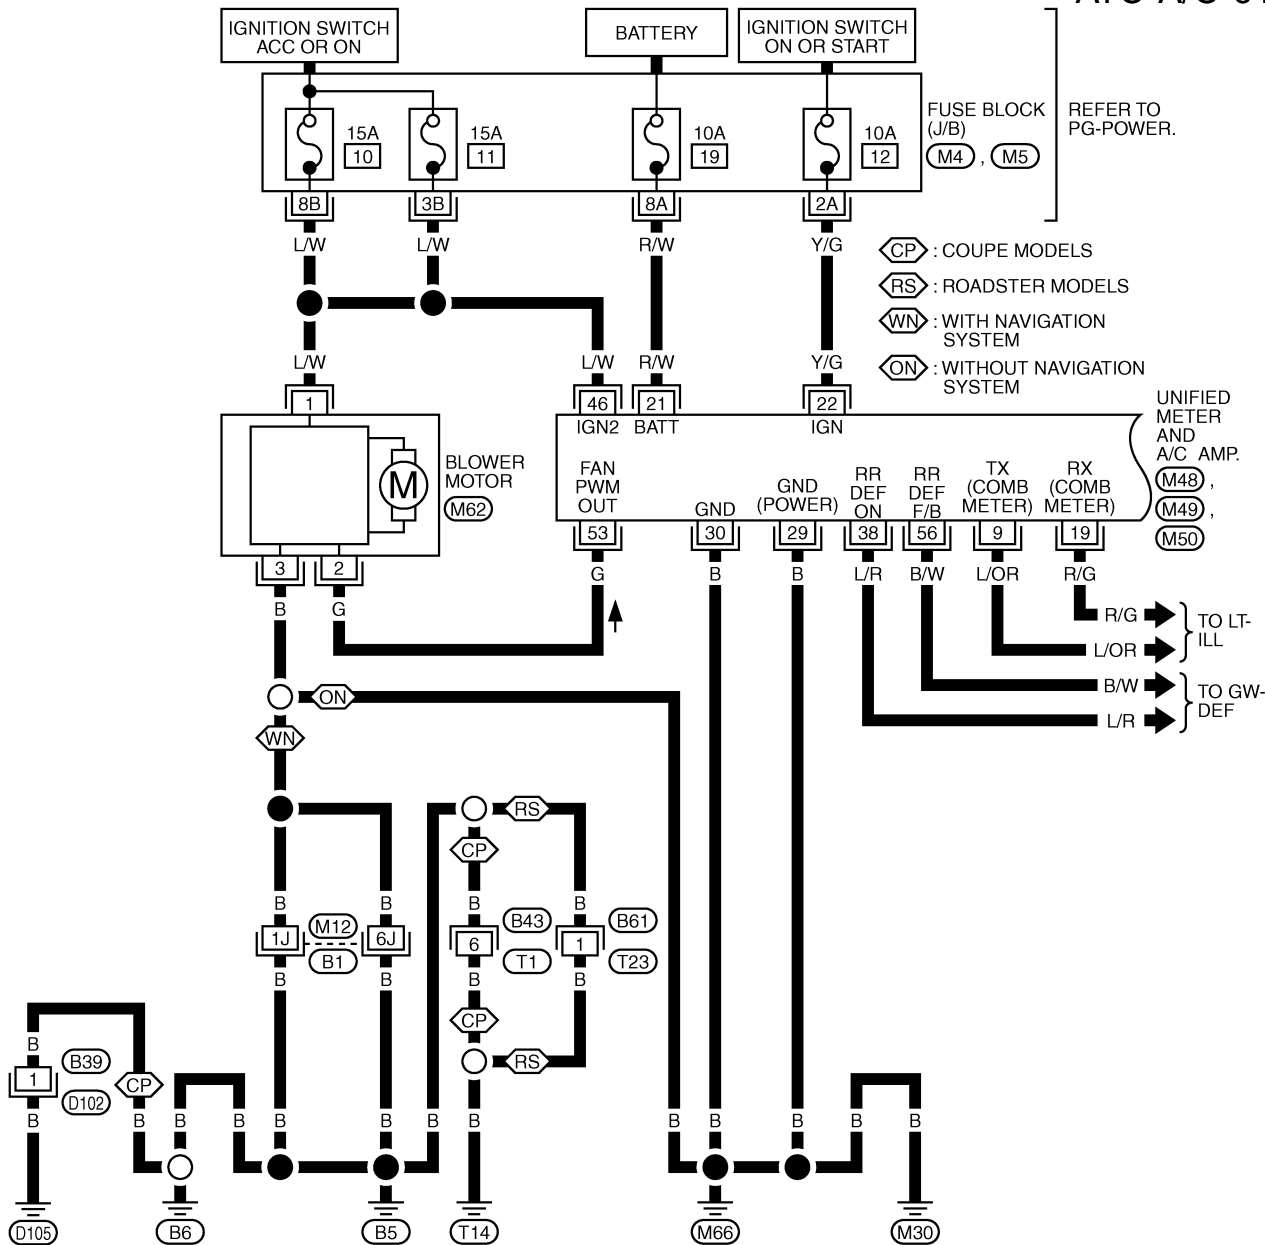 IGNITION SWITCH
ACC OR ON
BATTERY
IGNITION SWITCH
ON OR START
15A
10
15A
11
10A
19
10A
12
FUSE BLOCK
(J/B)
M4 , M5
REFER TO
PG-POWER.
8B
3B
8A
2A
L/W
L/W
R/W
Y/G
CP : COUPE MODELS
RS : ROADSTER MODELS
WN : WITH NAVIGATION
SYSTEM
ON : WITHOUT NAVIGATION
SYSTEM
L/W
L/W
R/W
Y/G
1
46
21
22
IGN2
BATT
IGN
UNIFIED
METER
AND
A/C AMP.
M48 ,
M49 ,
M50
M
BLOWER
MOTOR
M62
FAN
PWM
OUT
GND
GND
(POWER)
RR
DEF
ON
RR
DEF
F/B
TX
(COMB
METER)
RX
(COMB
METER)
53
30
29
38
56
9
19
3
2
G
B
B
L/R
B/W
L/OR
R/G
B
G
R/G
L/OR
TO LT-
ILL
B/W
L/R
TO GW-
DEF
ON
WN
RS
CP
B
B
B
B
1J
M12
B1
6J
6
B43
T1
1
B61
T23
B
B
B
B
CP
RS
B
1
B39
D102
CP
B
B
B
B
B
B
B
B
B
B
B
B
B
D105
B6
B5
T14
M66
M30